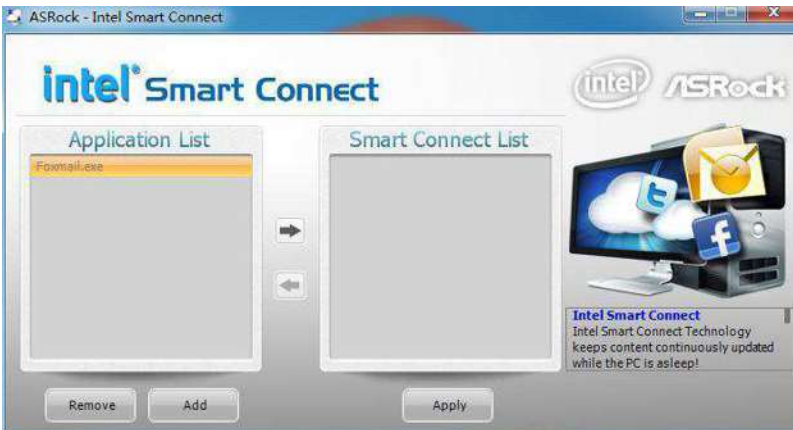 ASRock - Intel Smart Connect
intel Smart Connect
intel ASRock
Application List
Foxmail.exe
Smart Connect List
Intel Smart Connect
Intel Smart Connect Technology
keeps content continuously updated
while the PC is asleep!
Remove
Add
Apply